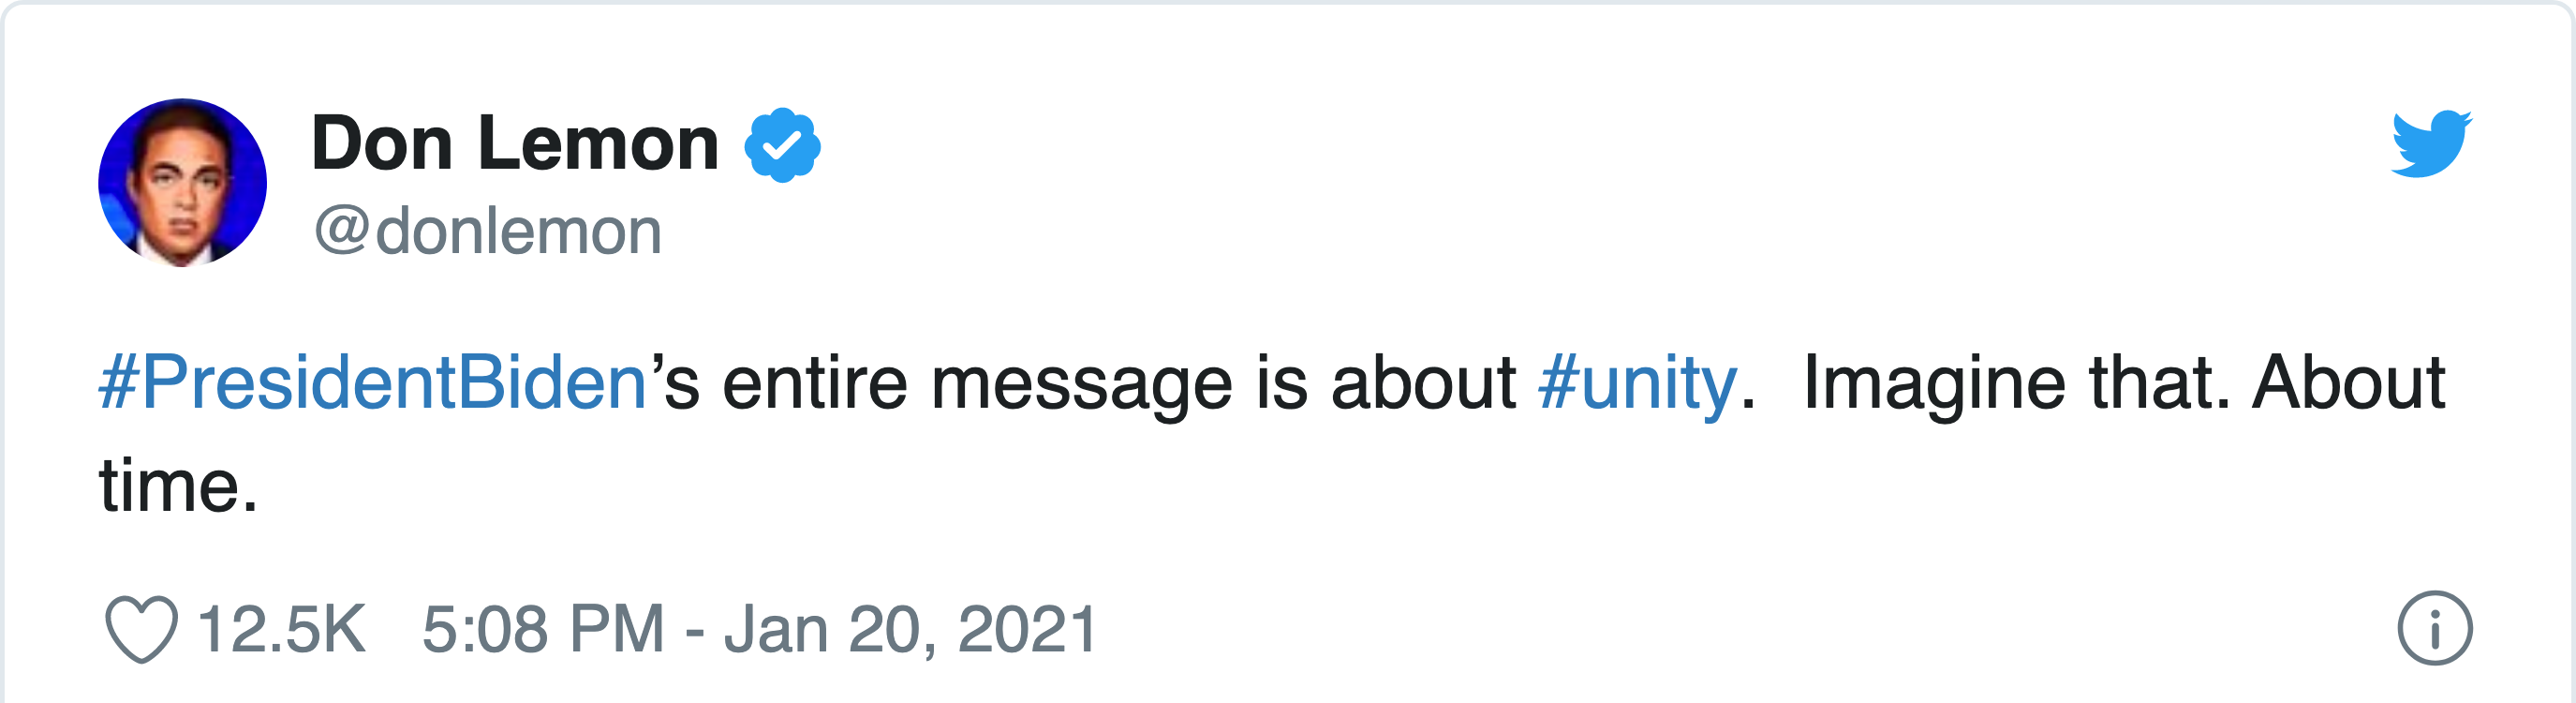 Don Lemon
@donlemon
#PresidentBiden’s entire message is about #unity.  Imagine that. About
time.
12.5K 5:08 PM - Jan 20, 2021